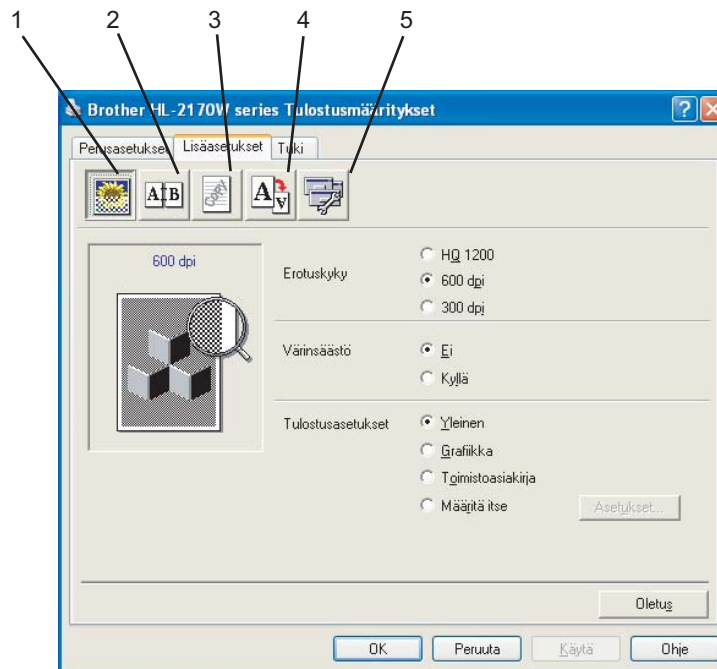 1 2 3 4 5
Brother HL-2170W series Tulostusmääritykset
Perusasetukset Lisäasetukset Tuki
A B COPY A A
600 dpi
Erotuskyky
HQ 1200
600 dpi
300 dpi
Värinsäästö
Ei
Kyllä
Tulostusasetukset
Yleinen
Grafiikka
Toimistoasiakirja
Määritä itse
Asetukset...
Oletus
OK Peruuta Käytä Ohje